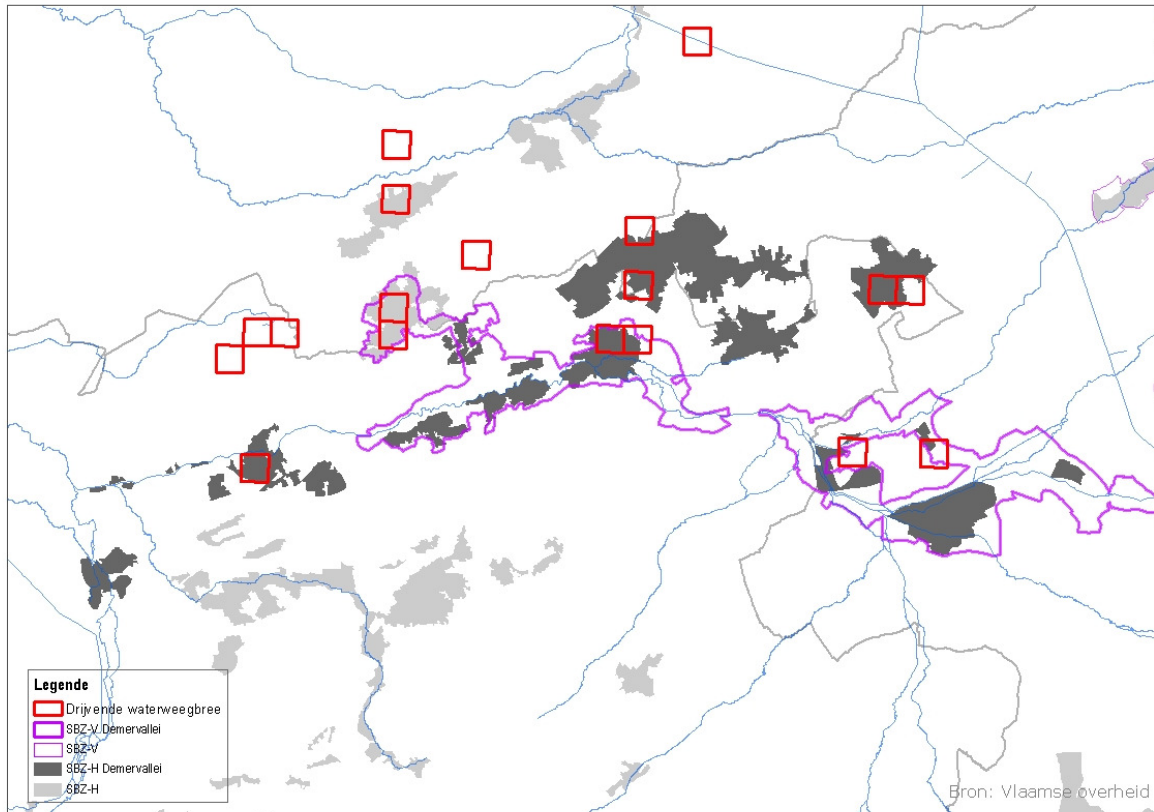 Legende
Drijvende waterweegbree
SBZ-V Demervallei
SBZ-V
SBZ-H Demervallei
SBZ-H
Bron: Vlaamse overheid